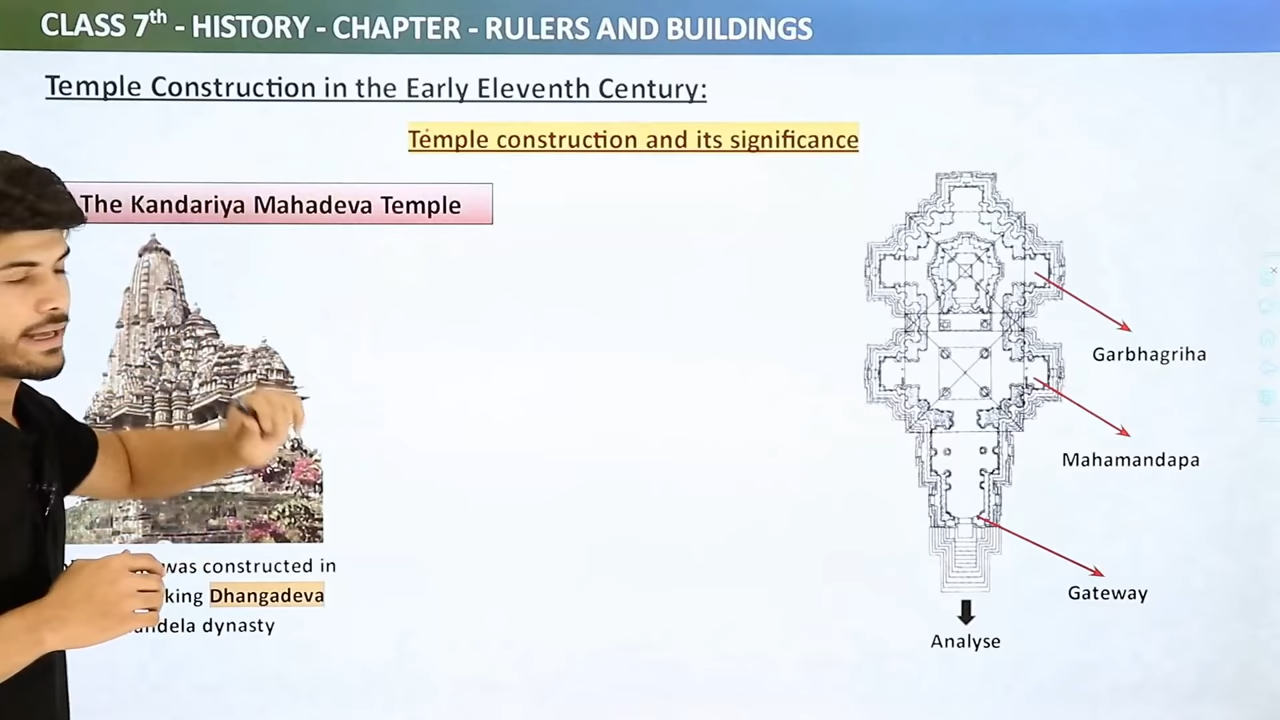 CLASS 7th - HISTORY - CHAPTER - RULERS AND BUILDINGS
Temple Construction in the Early Eleventh Century:
Temple construction and its significance
The Kandariya Mahadeva Temple
was constructed in
king Dhangadeva
dynasty
Garbhagriha
Mahamandapa
Gateway
Analyse